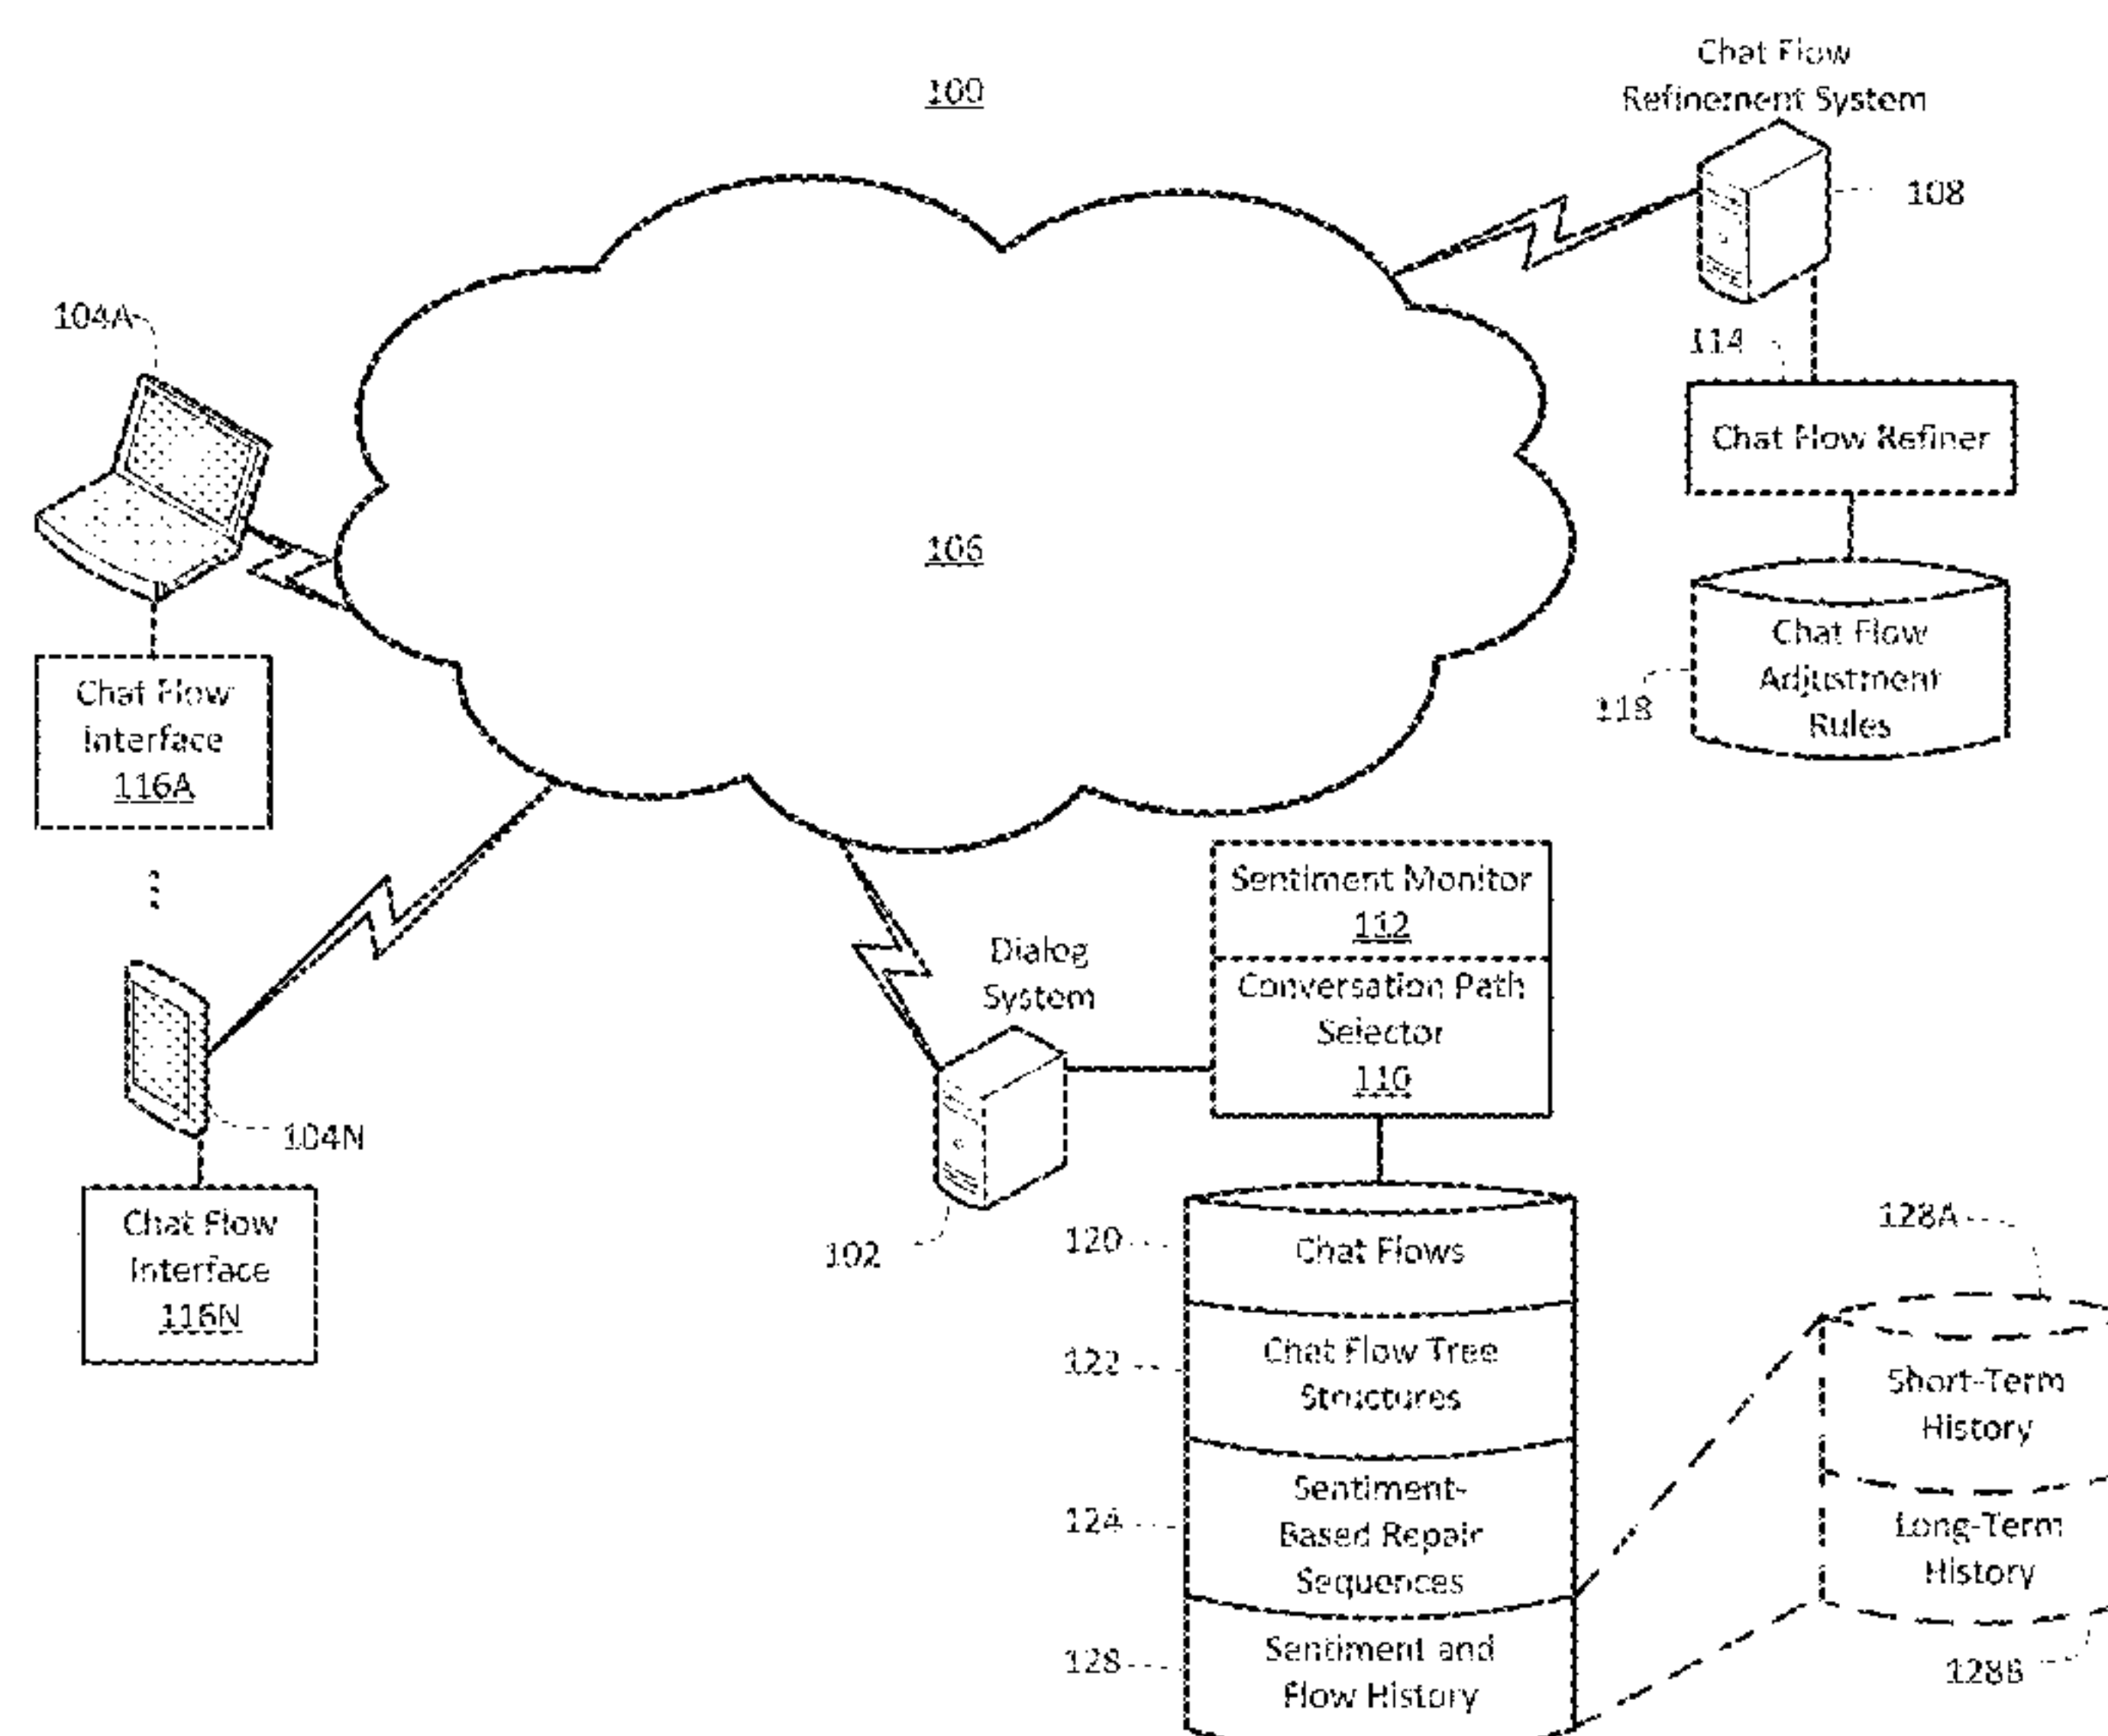 100
Chat Flow
Refinement System
108
104A
114
Chat Flow Refiner
106
Chat Flow
Adjustment
Rules
118
Chat Flow
Interface
116A
Sentiment Monitor
112
Conversation Path
Selector
110
Dialog
System
104N
102
Chat Flow
Interface
116N
120
Chat Flows
122
Chat Flow Tree
Structures
124
Sentiment-
Based Repair
Sequences
128
Sentiment and
Flow History
128A
Short-Term
History
Long-Term
History
128B